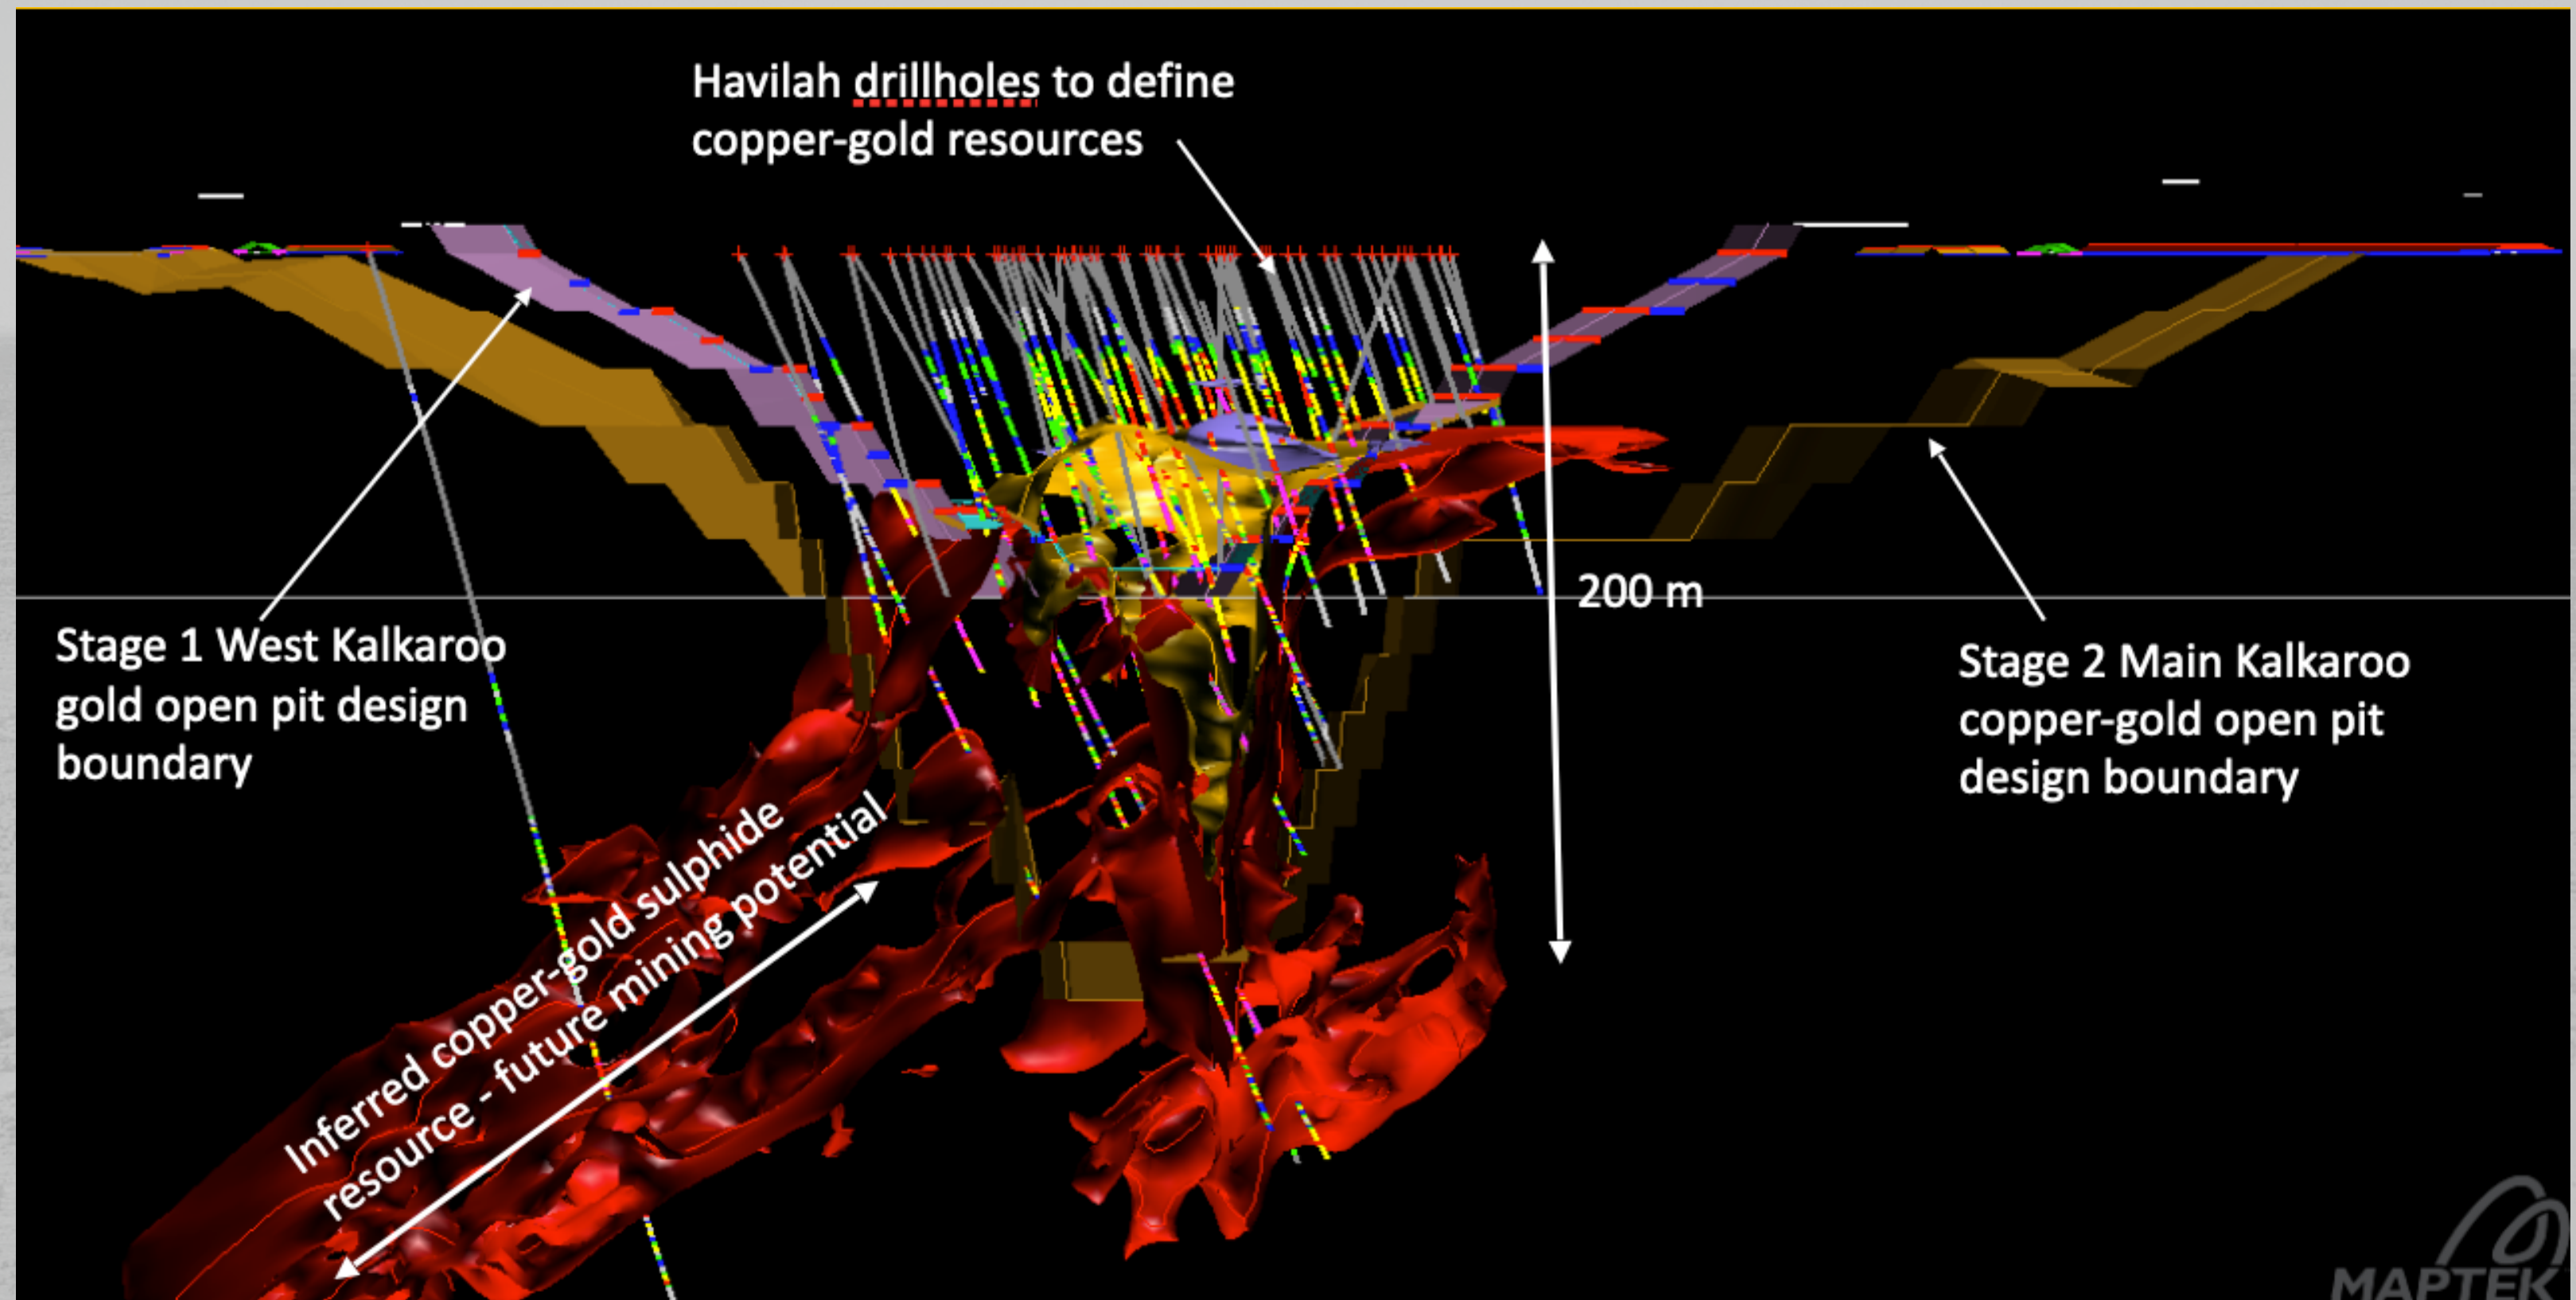 Havilah drillholes to define
copper-gold resources
200 m
Stage 1 West Kalkaroo
gold open pit design
boundary
Stage 2 Main Kalkaroo
copper-gold open pit
design boundary
Inferred copper-gold sulphide
resource - future mining potential
MAPTEK